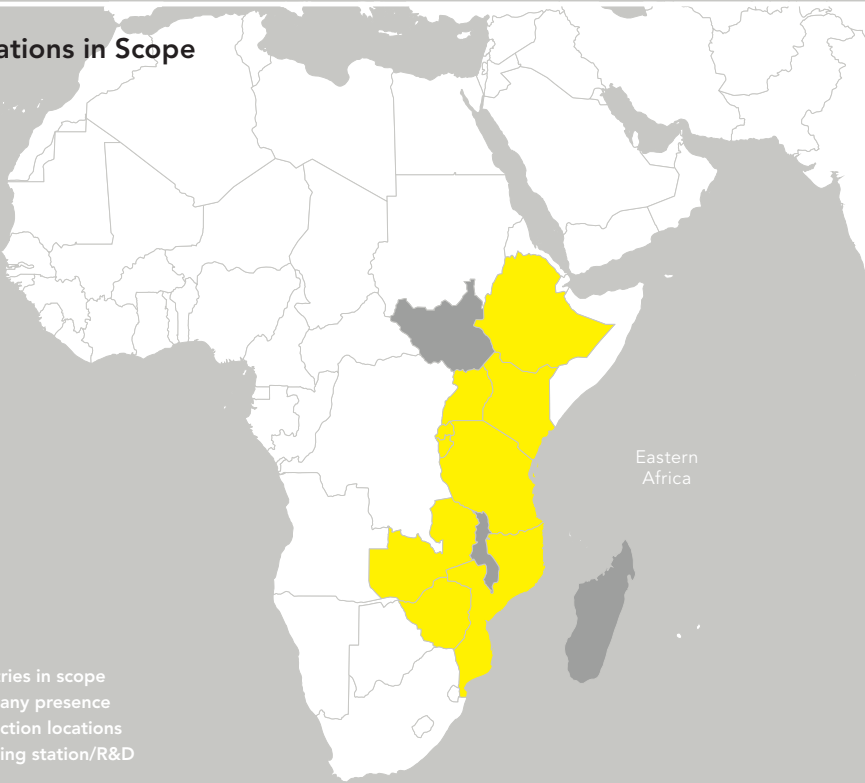 ations in Scope
Eastern
Africa
ries in scope
any presence
ction locations
ing station/R&D